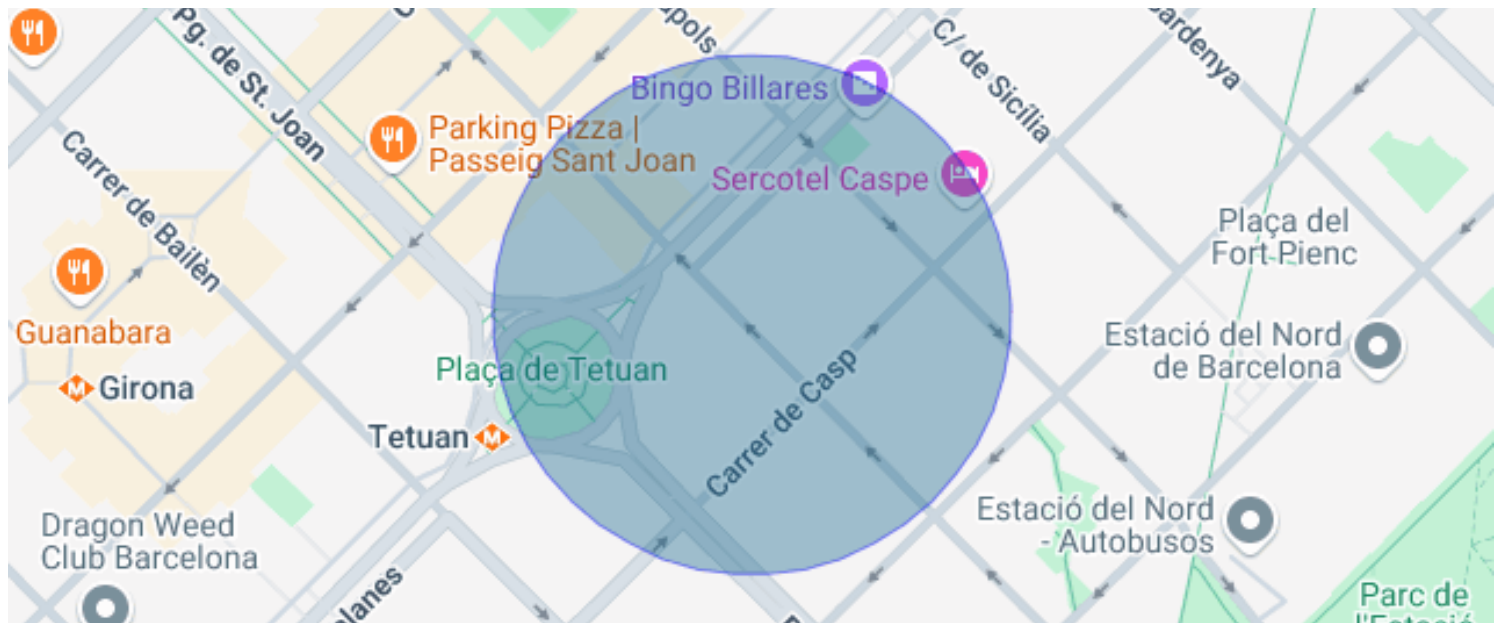 Pg. de St. Joan
Bingo Billares
C/ de Sicília
Parking Pizza |
Passeig Sant Joan
Carrer de Bailèn
Sercotel Caspe
Plaça del
Fort Pienc
Guanabara
Girona
Plaça de Tetuan
Estació del Nord
de Barcelona
Tetuan
Carrer de Casp
Dragon Weed
Club Barcelona
Estació del Nord
- Autobusos
Parc de
l'Estació